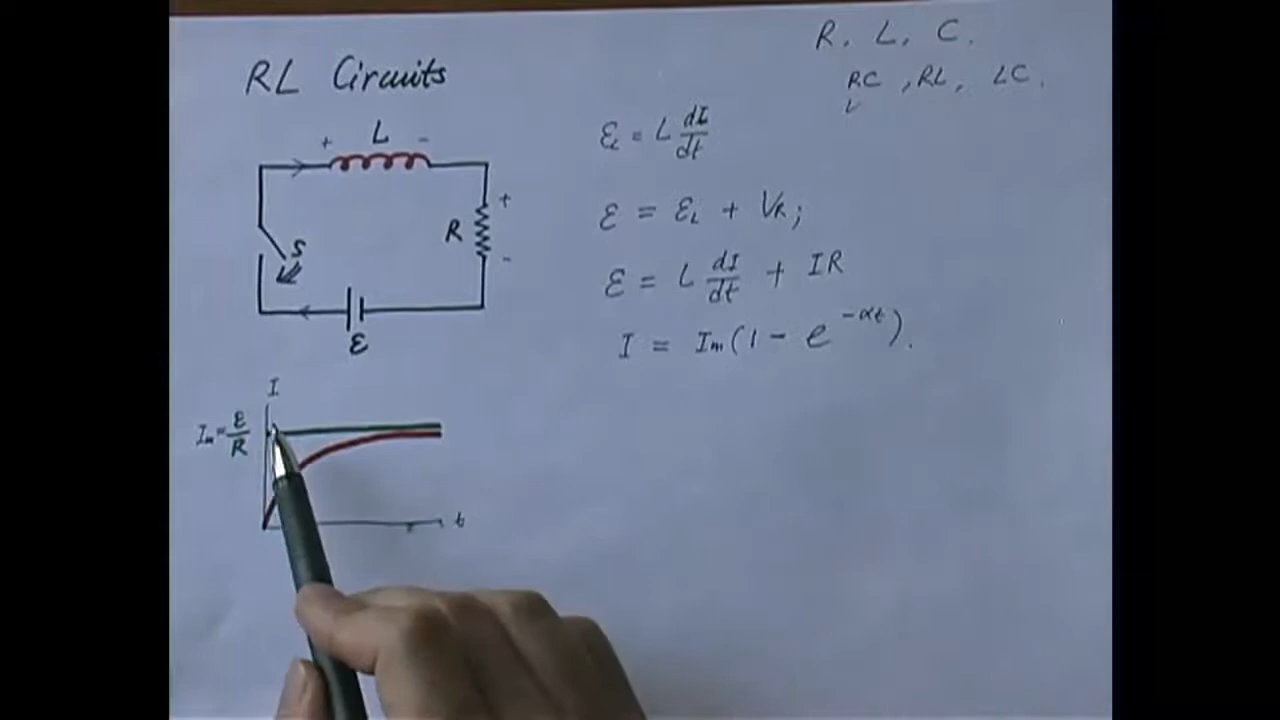 R, L, C.
RC, RL, LC.
RL Circuits
+ L -
+
R
-
S
ε
ε_L = L dI/dt
ε = ε_L + V_R;
ε = L dI/dt + IR
I = I_m(1 - e^{-αt}).
I
I_m = ε/R
t